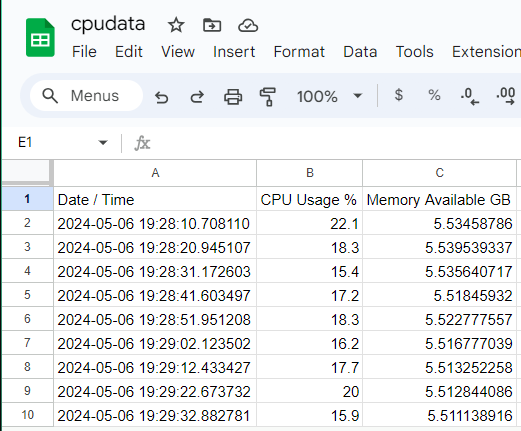 cpudata
File Edit View Insert Format Data Tools Extension
Menus 100% $ % .0 .00
E1 fx
A B C
1 Date / Time CPU Usage % Memory Available GB
2 2024-05-06 19:28:10.708110 22.1 5.53458786
3 2024-05-06 19:28:20.945107 18.3 5.539539337
4 2024-05-06 19:28:31.172603 15.4 5.535640717
5 2024-05-06 19:28:41.603497 17.2 5.51845932
6 2024-05-06 19:28:51.951208 18.3 5.522777557
7 2024-05-06 19:29:02.123502 16.2 5.516777039
8 2024-05-06 19:29:12.433427 17.7 5.513252258
9 2024-05-06 19:29:22.673732 20 5.512844086
10 2024-05-06 19:29:32.882781 15.9 5.511138916